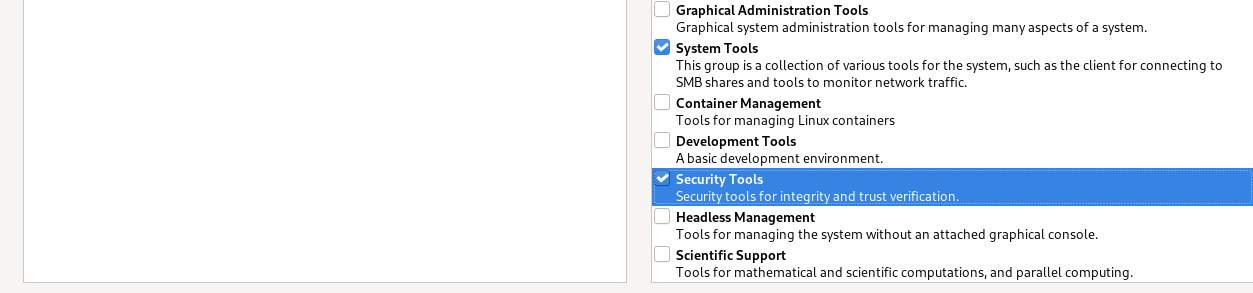 Graphical Administration Tools
Graphical system administration tools for managing many aspects of a system.
System Tools
This group is a collection of various tools for the system, such as the client for connecting to
SMB shares and tools to monitor network traffic.
Container Management
Tools for managing Linux containers
Development Tools
A basic development environment.
Security Tools
Security tools for integrity and trust verification.
Headless Management
Tools for managing the system without an attached graphical console.
Scientific Support
Tools for mathematical and scientific computations, and parallel computing.